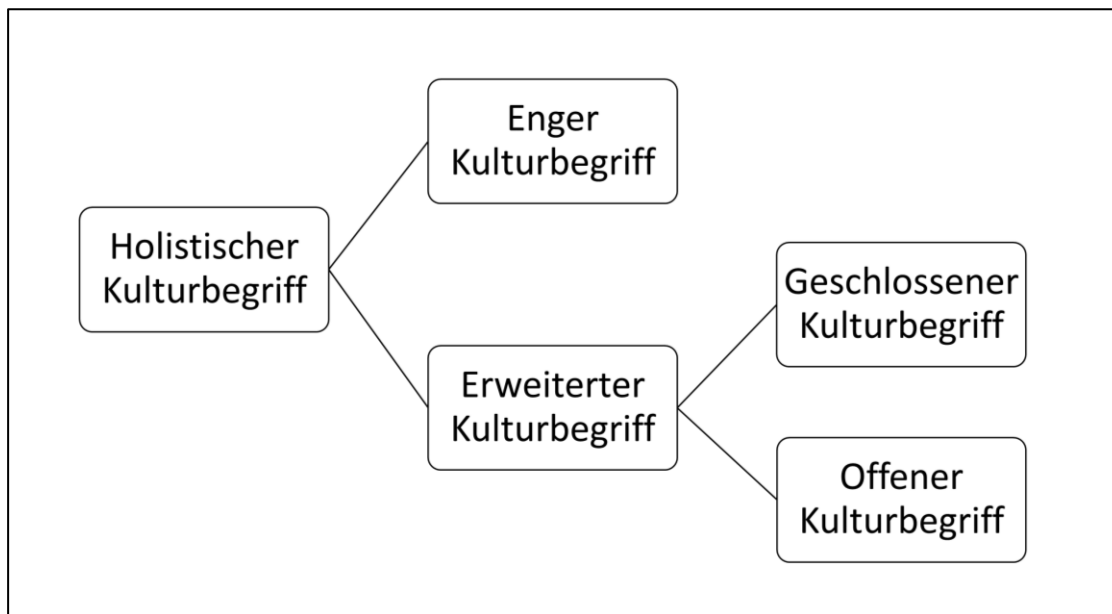 Enger
Kulturbegriff
Holistischer
Kulturbegriff
Geschlossener
Kulturbegriff
Erweiterter
Kulturbegriff
Offener
Kulturbegriff